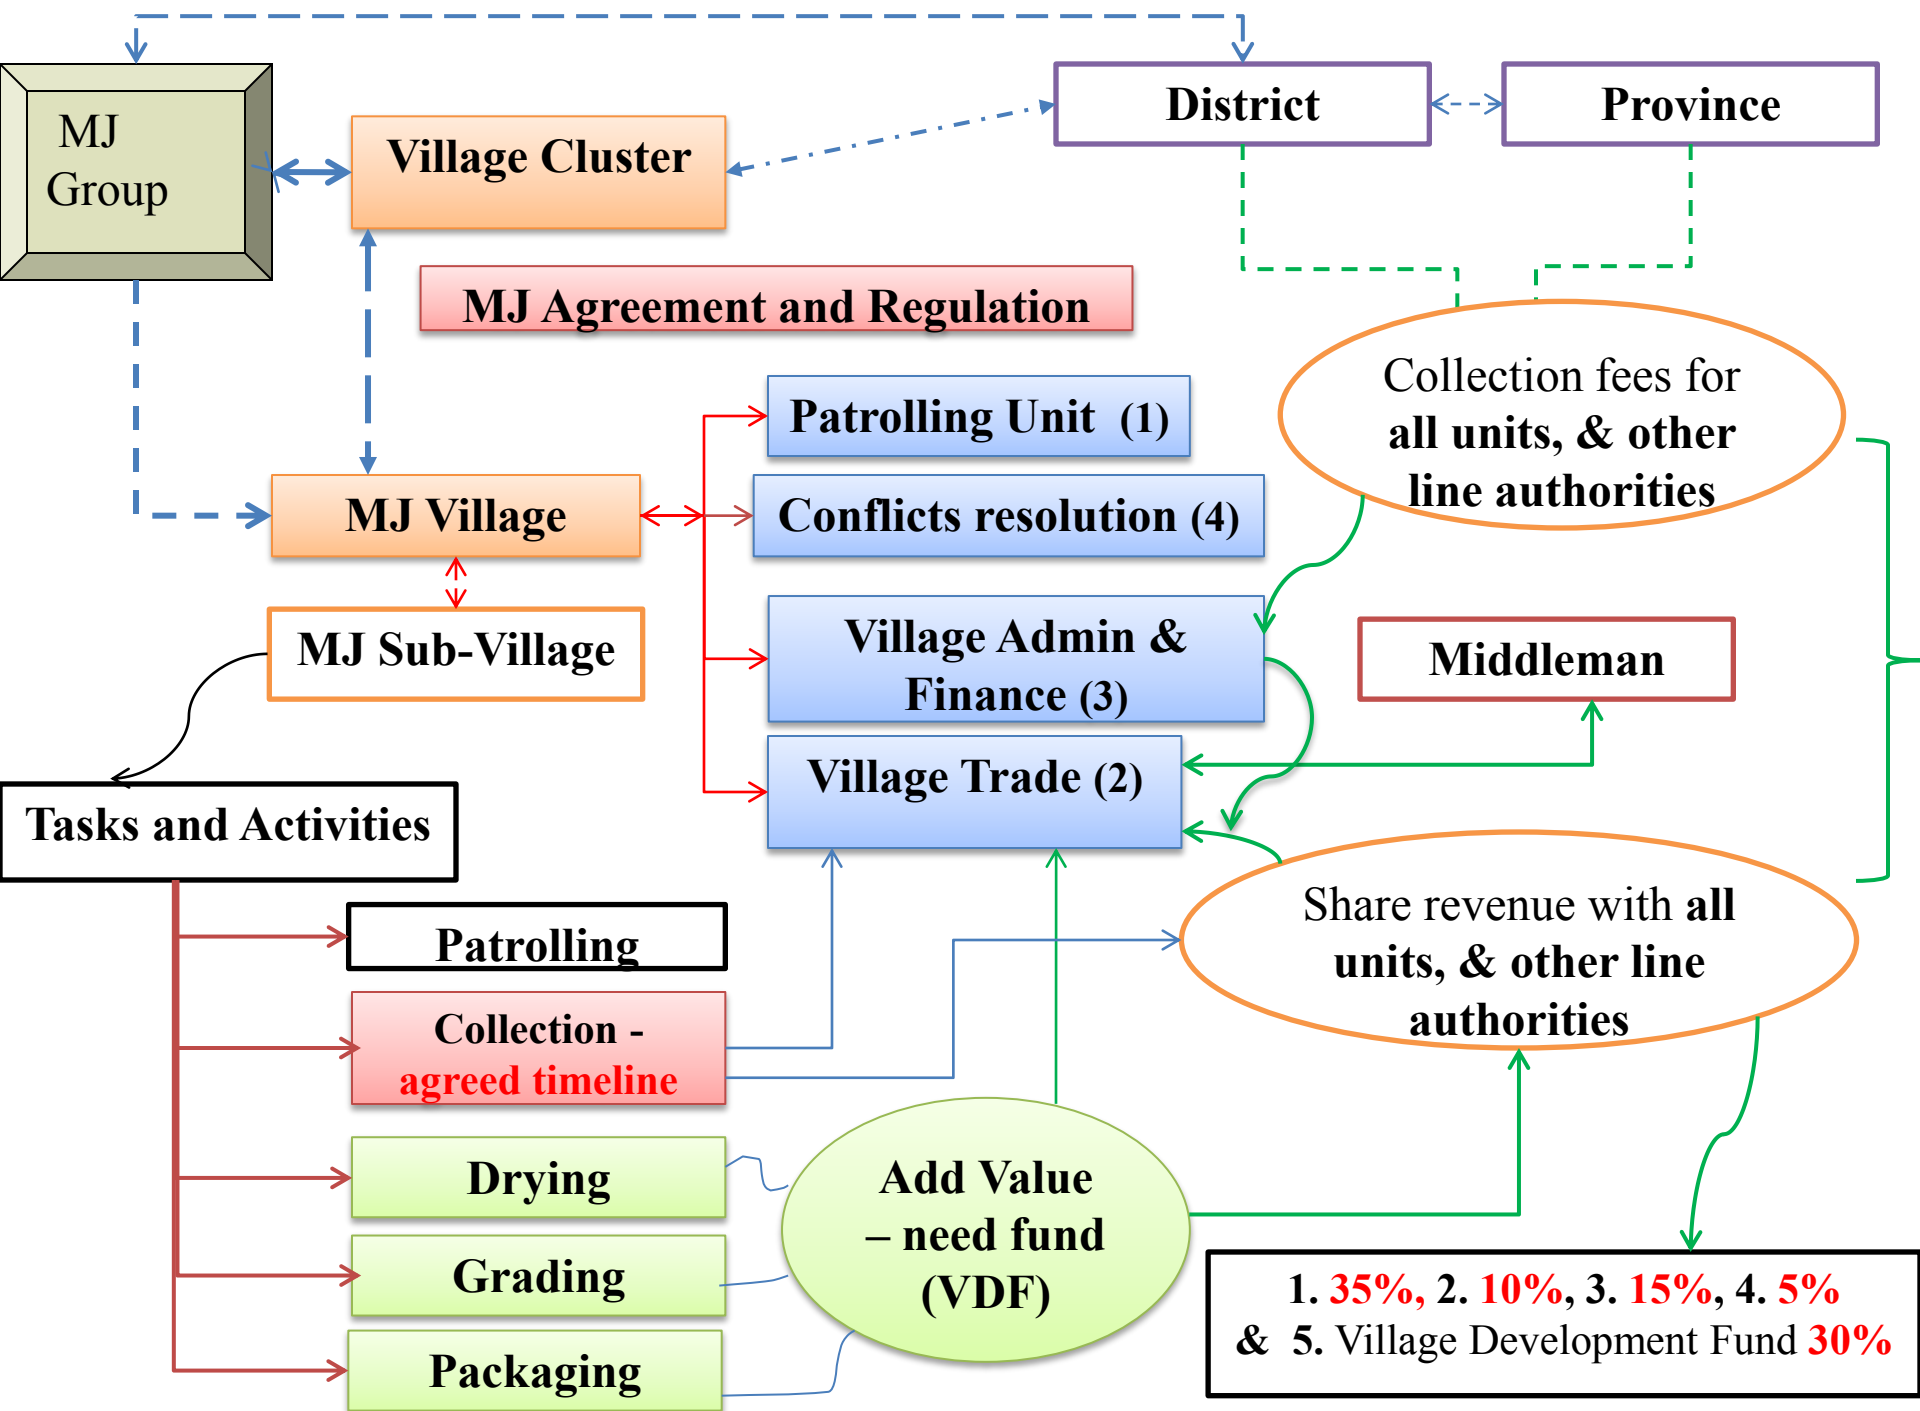 MJ
Group
Village Cluster
District
Province
MJ Agreement and Regulation
Collection fees for
all units, & other
line authorities
Patrolling Unit (1)
MJ Village
Conflicts resolution (4)
MJ Sub-Village
Village Admin &
Finance (3)
Middleman
Village Trade (2)
Tasks and Activities
Patrolling
Share revenue with all
units, & other line
authorities
Collection -
agreed timeline
Drying
Add Value
– need fund
(VDF)
Grading
Packaging
1. 35%, 2. 10%, 3. 15%, 4. 5%
& 5. Village Development Fund 30%